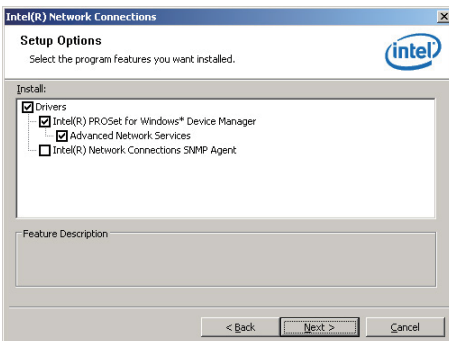 Intel(R) Network Connections
Setup Options
Select the program features you want installed.
intel
Install:
Drivers
Intel(R) PROSet for Windows* Device Manager
Advanced Network Services
Intel(R) Network Connections SNMP Agent
Feature Description
< Back
Next >
Cancel